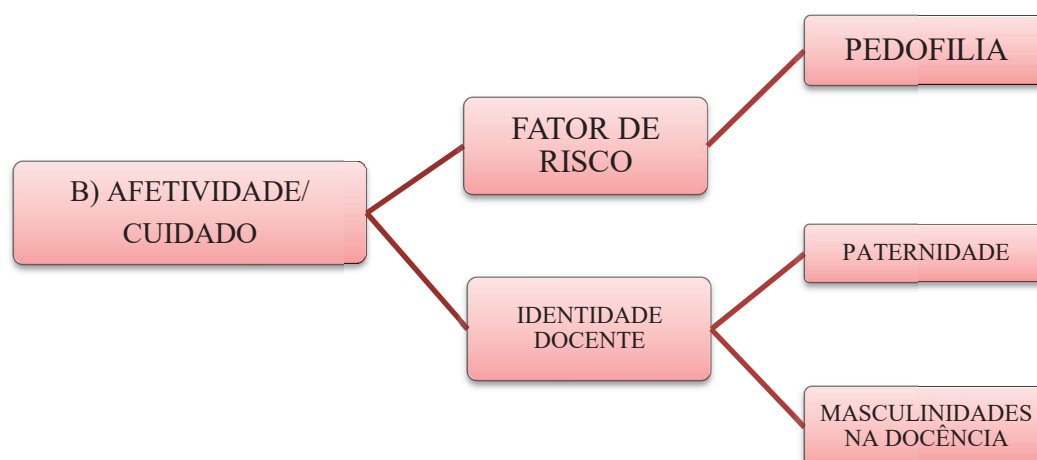 PEDOFILIA
FATOR DE
RISCO
B) AFETIVIDADE/
CUIDADO
PATERNIDADE
IDENTIDADE
DOCENTE
MASCULINIDADES
NA DOCÊNCIA